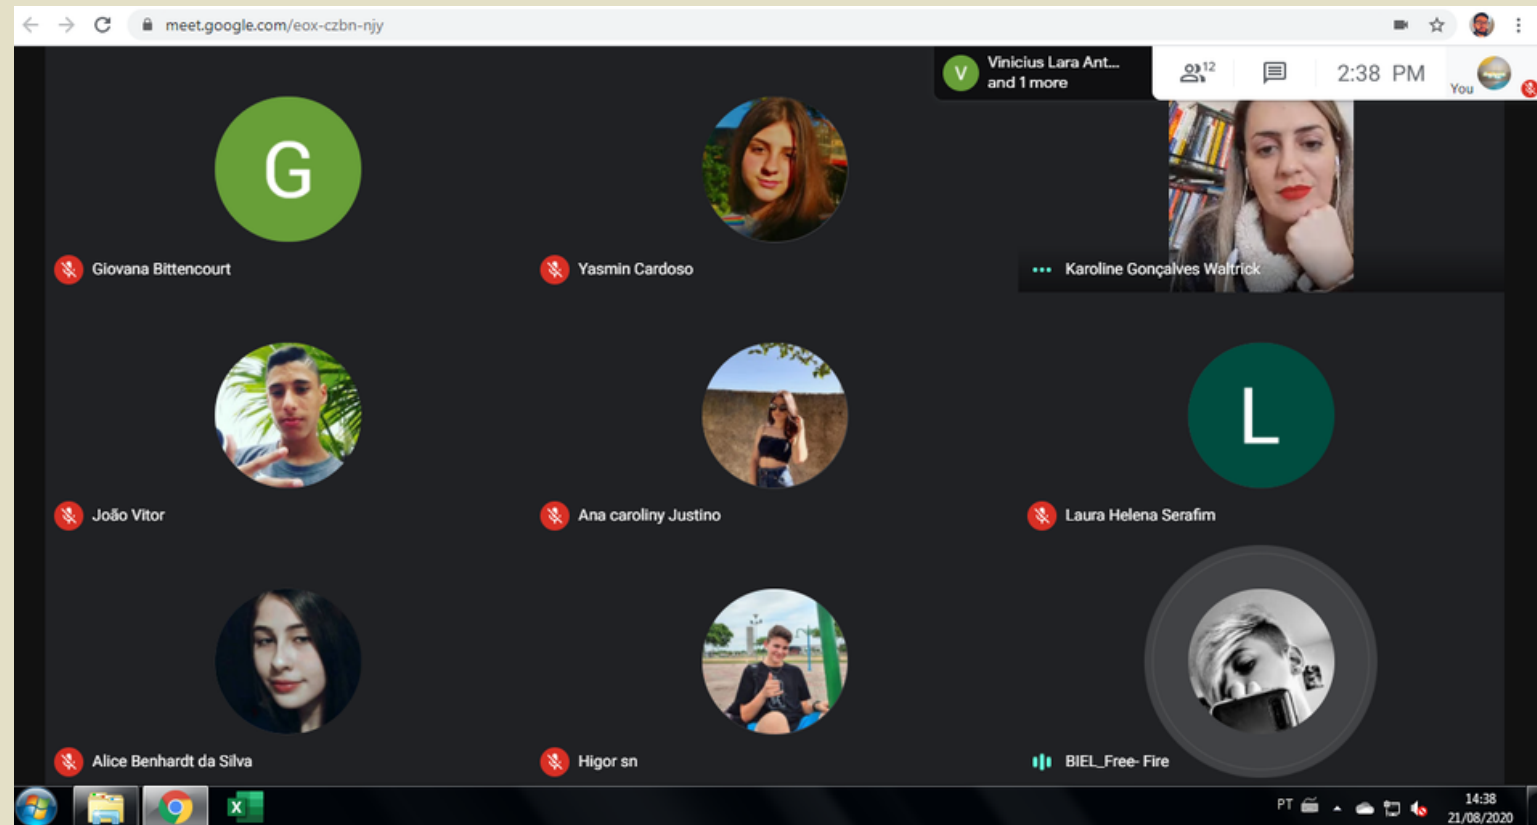 meet.google.com/eox-czbn-njy
V
Vinicius Lara Ant...
and 1 more
12
2:38 PM
You
G
Giovana Bittencourt
Yasmin Cardoso
Karoline Gonçalves Waltrick
João Vitor
Ana caroliny Justino
L
Laura Helena Serafim
Alice Benhardt da Silva
Higor sn
BIEL_Free- Fire
X
PT
14:38
21/08/2020